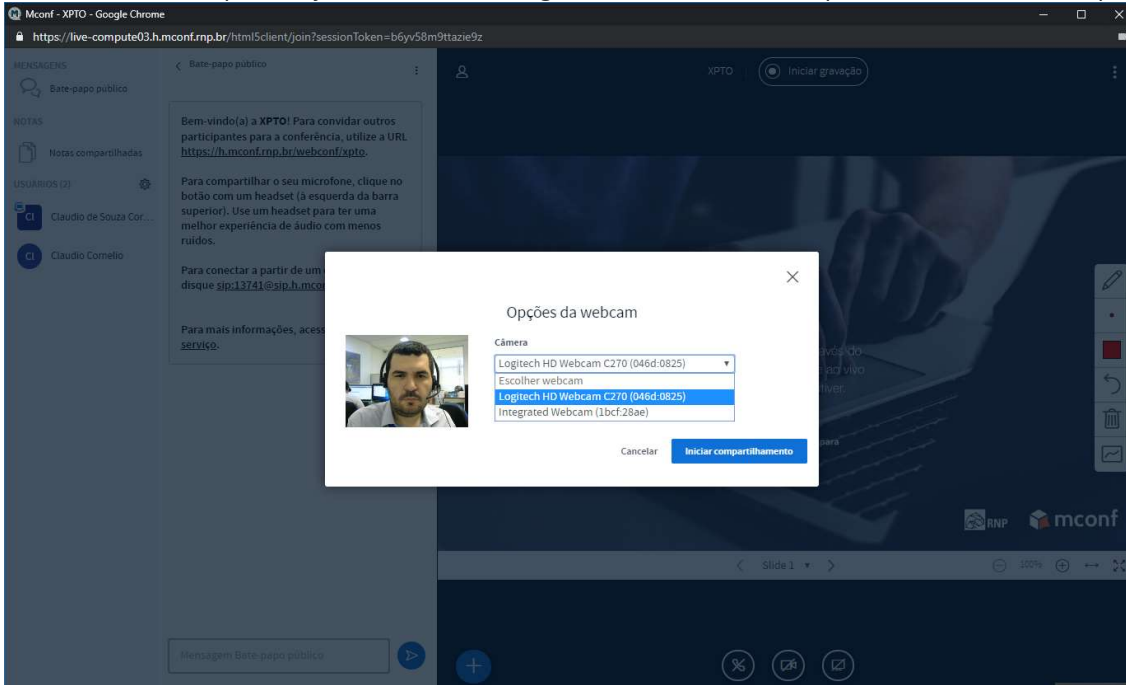 Mconf - XPTO - Google Chrome
https://live-compute03.h.mconf.rnp.br/html5client/join?sessionToken=b6yv58m9ttazie9z
MENSAGENS
Bate-papo público
NOTAS
Notas compartilhadas
USUÁRIOS (2)
CI Claudio de Souza Cor...
CI Claudio Cornelio
Bate-papo público
Bem-vindo(a) a XPTO! Para convidar outros
participantes para a conferência, utilize a URL
https://h.mconf.rnp.br/webconf/xpto.
Para compartilhar o seu microfone, clique no
botão com um headset (à esquerda da barra
superior). Use um headset para ter uma
melhor experiência de áudio com menos
ruídos.
Para conectar a partir de um
disque sip:13741@sip.h.mcon
Para mais informações, acess
serviço.
Mensagem Bate-papo público
XPTO
Iniciar gravação
Opções da webcam
Câmera
Logitech HD Webcam C270 (046d:0825)
Escolher webcam
Logitech HD Webcam C270 (046d:0825)
Integrated Webcam (1bcf:28ae)
Cancelar
Iniciar compartilhamento
ao vivo
para
RNP
mconf
Slide 1
100%